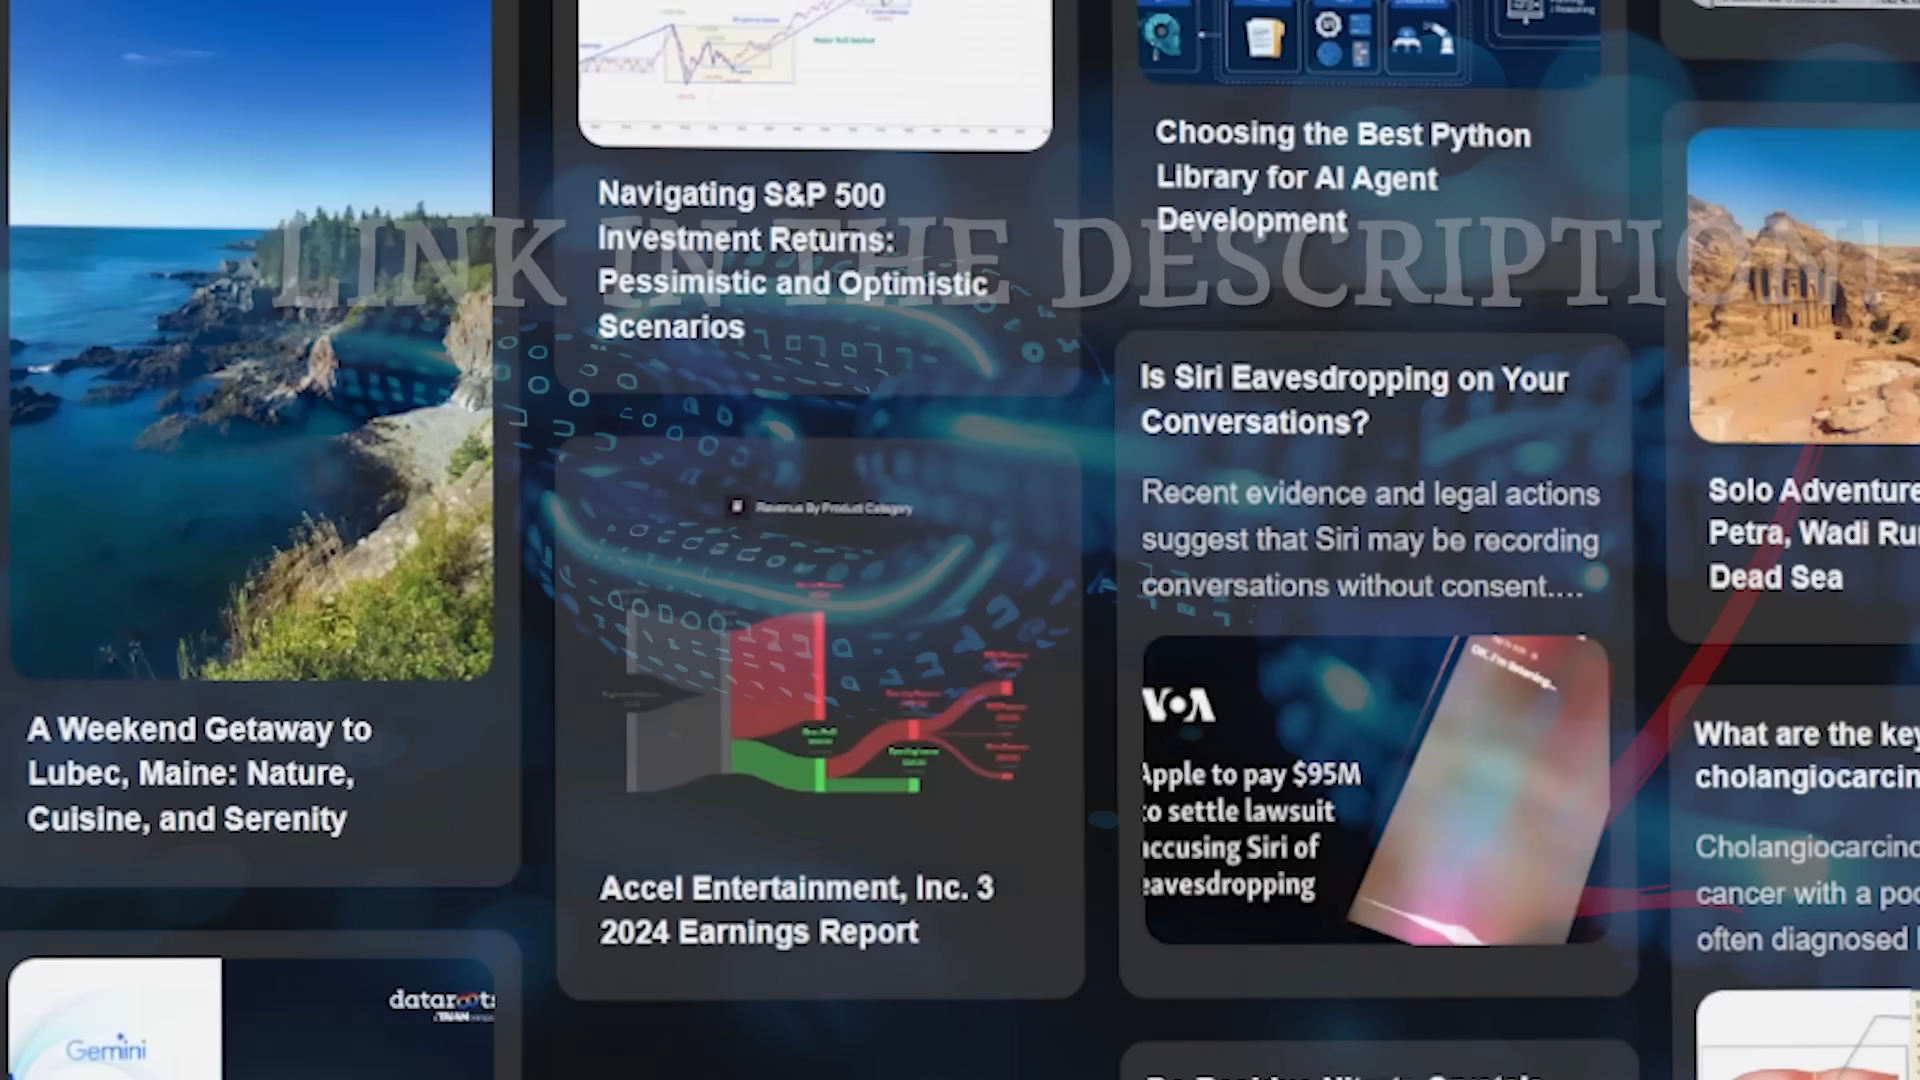 LINK IN THE DESCRIPTION!
A Weekend Getaway to
Lubec, Maine: Nature,
Cuisine, and Serenity
Gemini
dataroots
Navigating S&P 500
Investment Returns:
Pessimistic and Optimistic
Scenarios
Revenue By Product Category
Accel Entertainment, Inc. 3
2024 Earnings Report
Choosing the Best Python
Library for AI Agent
Development
Is Siri Eavesdropping on Your
Conversations?
Recent evidence and legal actions
suggest that Siri may be recording
conversations without consent....
VOA
OK, I'm listening...
Apple to pay $95M
to settle lawsuit
accusing Siri of
eavesdropping
Solo Adventure
Petra, Wadi Ru
Dead Sea
What are the key
cholangiocarcin
Cholangiocarcino
cancer with a poo
often diagnosed